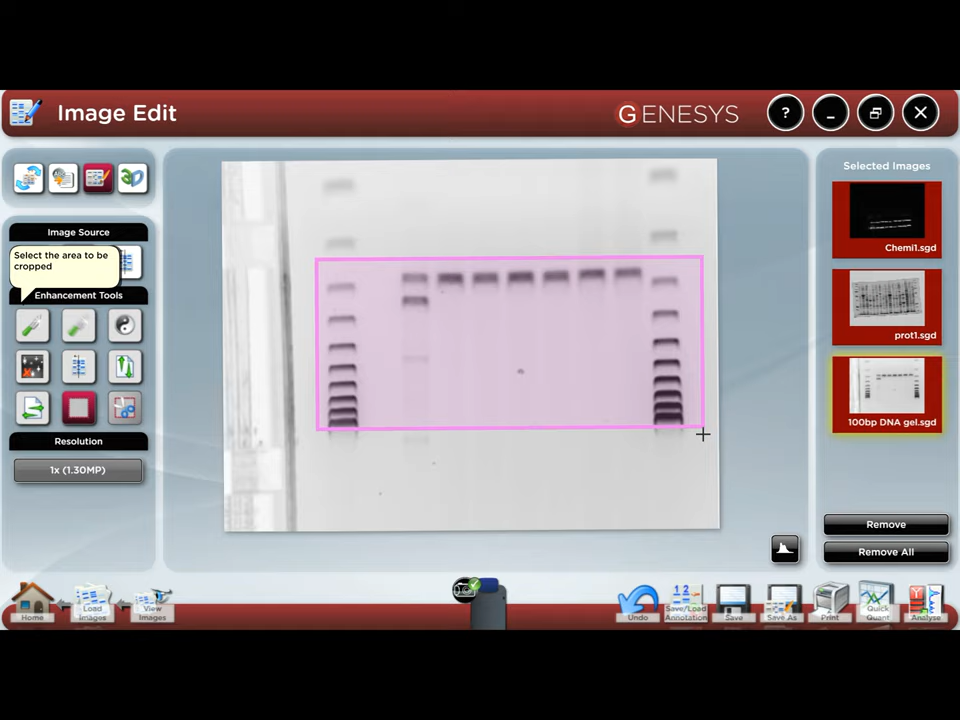 Image Edit
GENESYS
?
3D
Image Source
Select the area to be
cropped
Enhancement Tools
Resolution
1x (1.30MP)
Selected Images
Chemi1.sgd
prot1.sgd
100bp DNA gel.sgd
Remove
Remove All
Home
Load
Images
View
Images
Undo
Save/Load
Annotation
Save
Save As
Print
Quick
Quant
Analyse